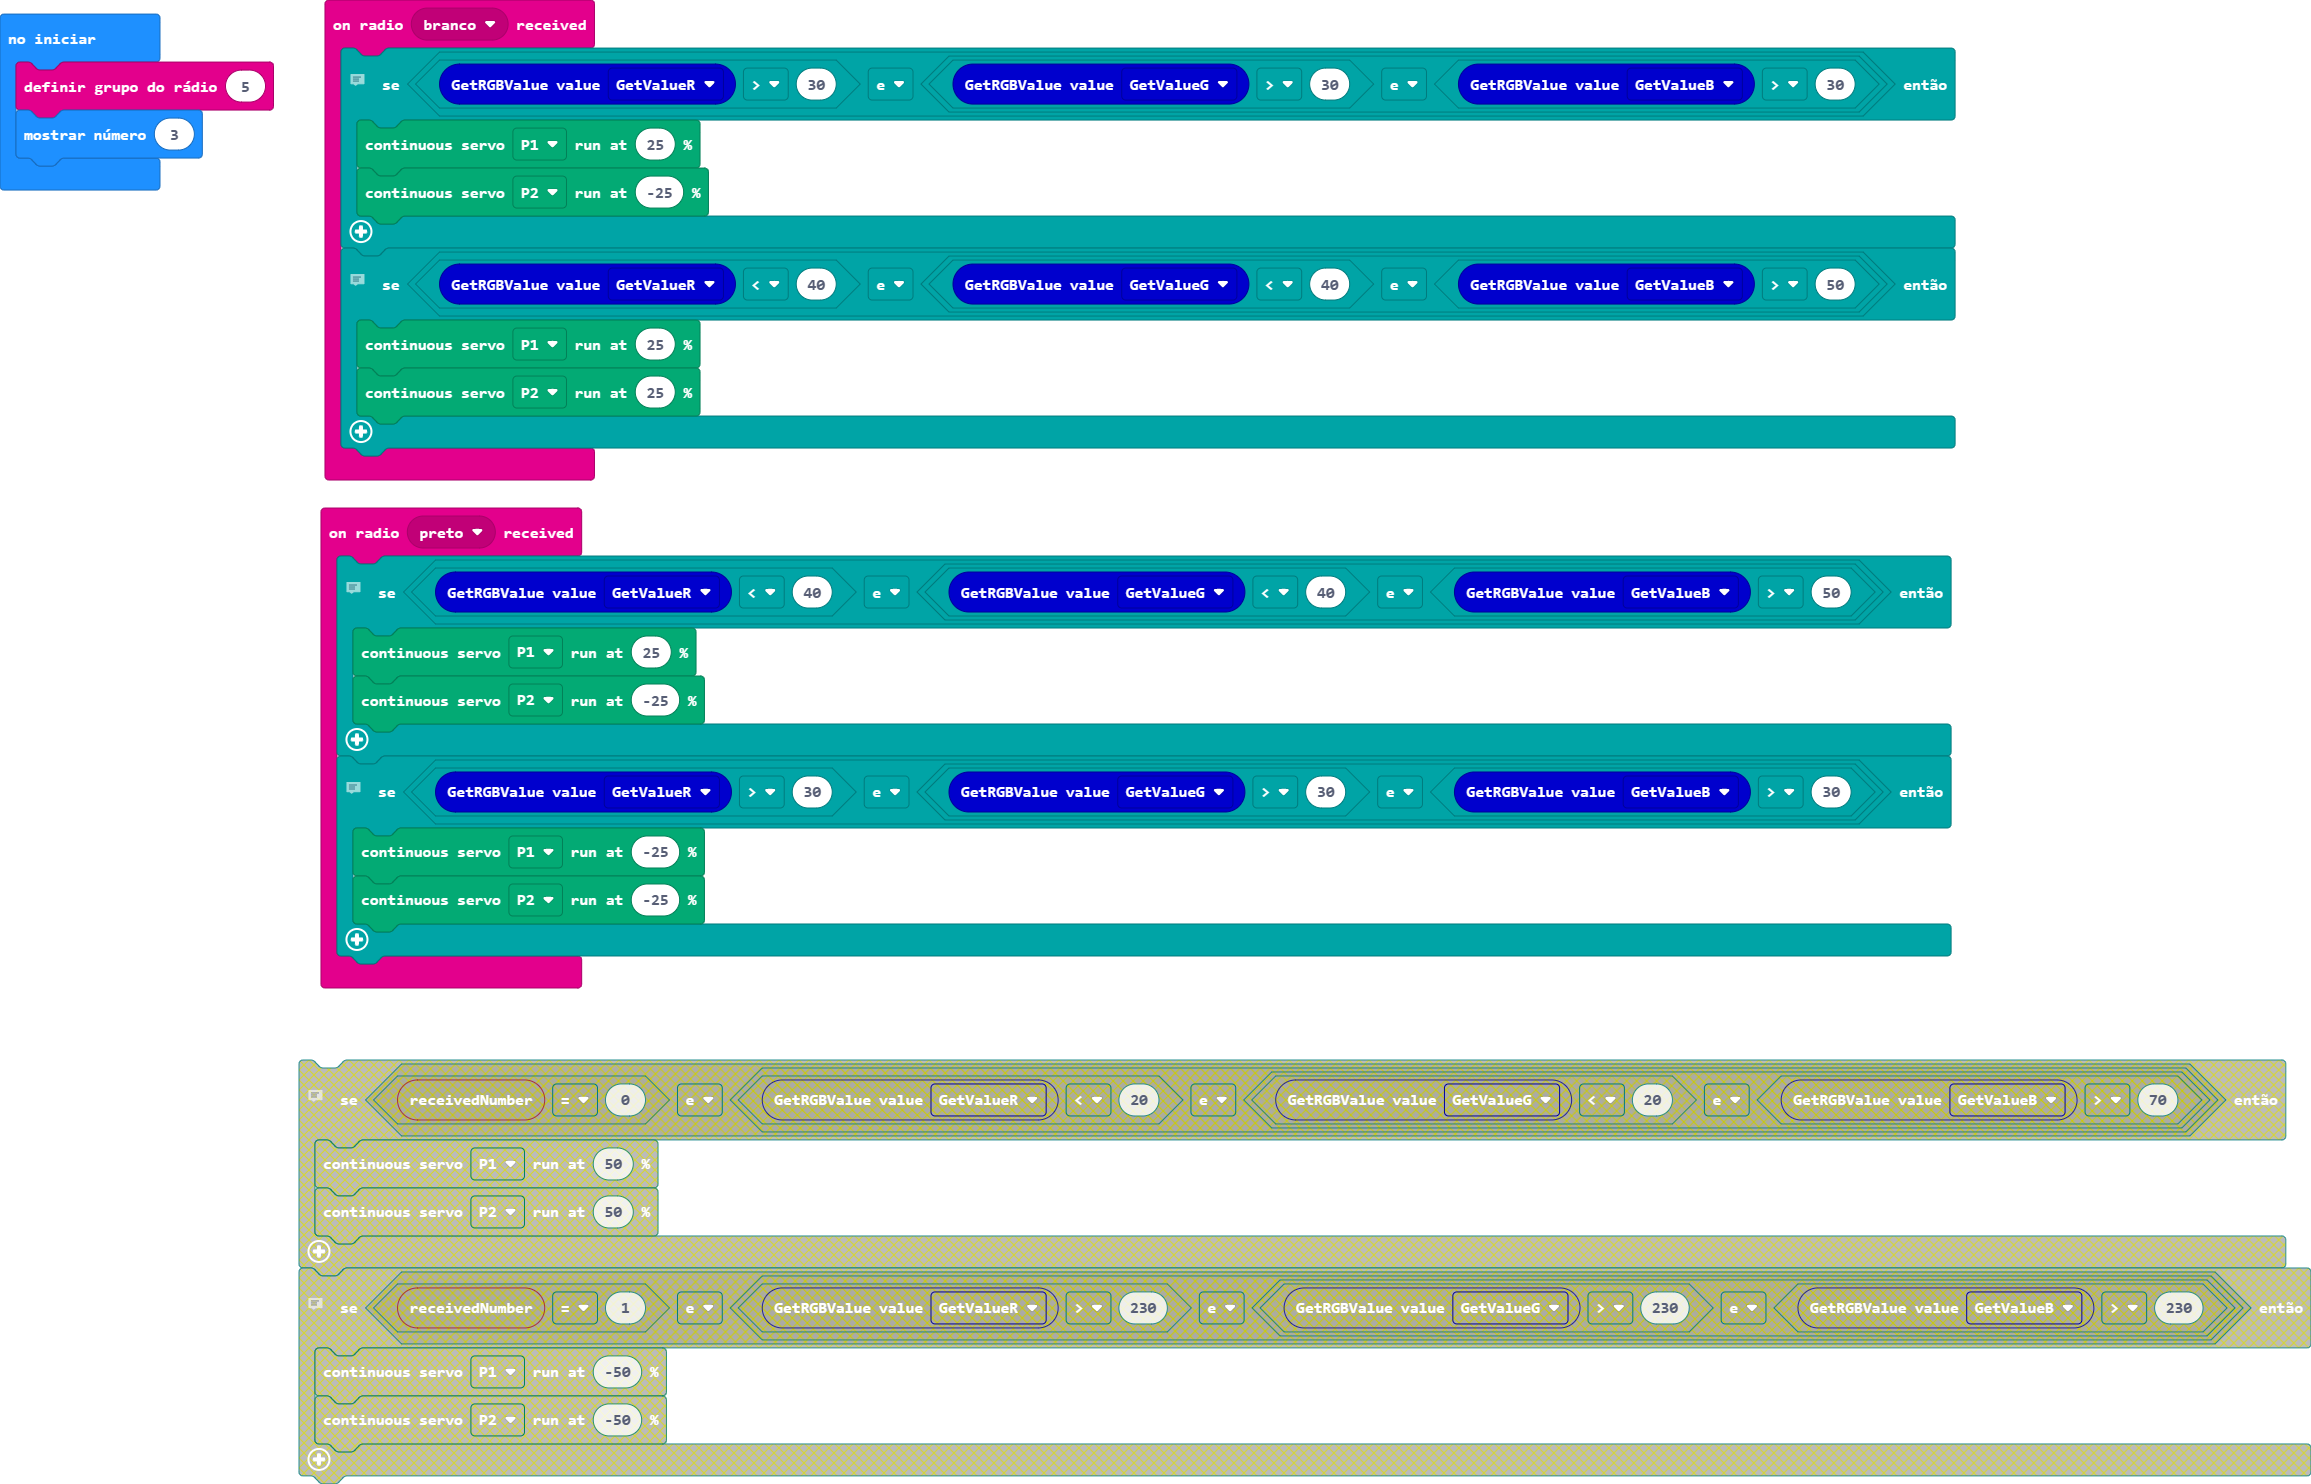 no iniciar
definir grupo do rádio 5
mostrar número 3
on radio branco received
se GetRGBValue value GetValueR > 30 e GetRGBValue value GetValueG > 30 e GetRGBValue value GetValueB > 30 então
continuous servo P1 run at 25 %
continuous servo P2 run at -25 %
se GetRGBValue value GetValueR < 40 e GetRGBValue value GetValueG < 40 e GetRGBValue value GetValueB > 50 então
continuous servo P1 run at 25 %
continuous servo P2 run at 25 %
on radio preto received
se GetRGBValue value GetValueR < 40 e GetRGBValue value GetValueG < 40 e GetRGBValue value GetValueB > 50 então
continuous servo P1 run at 25 %
continuous servo P2 run at -25 %
se GetRGBValue value GetValueR > 30 e GetRGBValue value GetValueG > 30 e GetRGBValue value GetValueB > 30 então
continuous servo P1 run at -25 %
continuous servo P2 run at -25 %
se receivedNumber = 0 e GetRGBValue value GetValueR < 20 e GetRGBValue value GetValueG < 20 e GetRGBValue value GetValueB > 70 então
continuous servo P1 run at 50 %
continuous servo P2 run at 50 %
se receivedNumber = 1 e GetRGBValue value GetValueR > 230 e GetRGBValue value GetValueG > 230 e GetRGBValue value GetValueB > 230 então
continuous servo P1 run at -50 %
continuous servo P2 run at -50 %